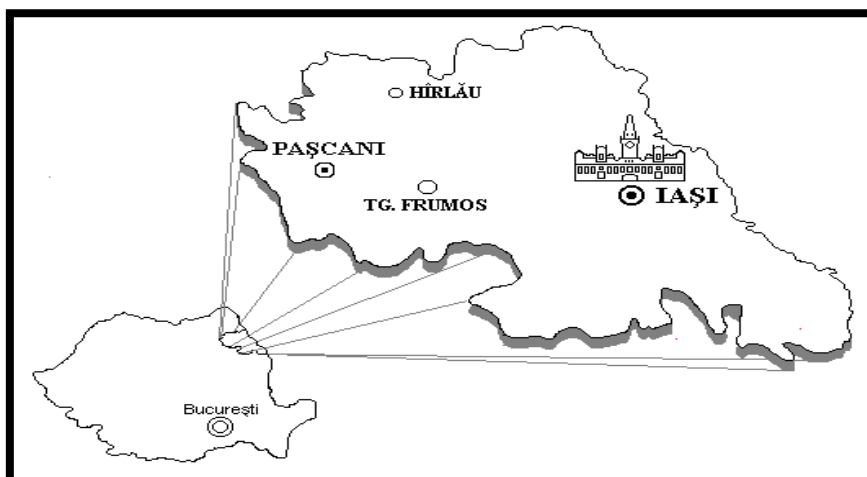 HÎRLĂU
PAŞCANI
TG. FRUMOS
IAŞI
Bucureşti